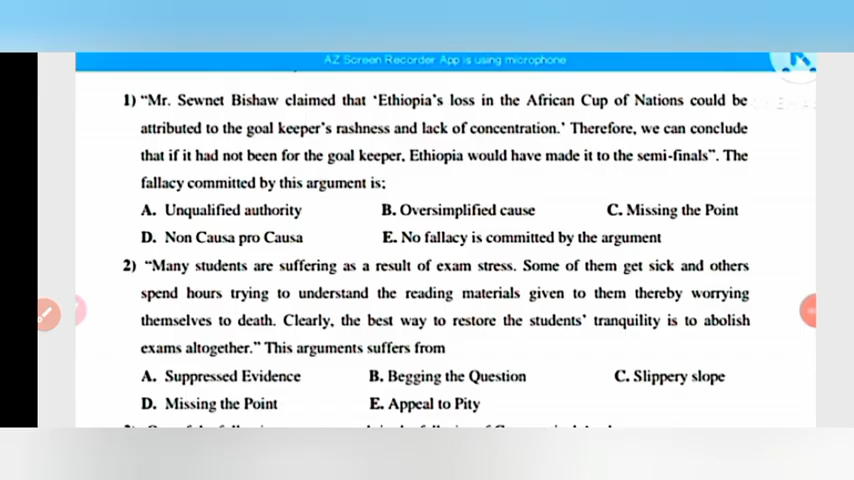 AZ Screen Recorder App is using microphone
1) “Mr. Sewnet Bishaw claimed that ‘Ethiopia’s loss in the African Cup of Nations could be
attributed to the goal keeper’s rashness and lack of concentration.’ Therefore, we can conclude
that if it had not been for the goal keeper, Ethiopia would have made it to the semi-finals”. The
fallacy committed by this argument is;
A. Unqualified authority B. Oversimplified cause C. Missing the Point
D. Non Causa pro Causa E. No fallacy is committed by the argument
2) “Many students are suffering as a result of exam stress. Some of them get sick and others
spend hours trying to understand the reading materials given to them thereby worrying
themselves to death. Clearly, the best way to restore the students’ tranquility is to abolish
exams altogether.” This arguments suffers from
A. Suppressed Evidence B. Begging the Question C. Slippery slope
D. Missing the Point E. Appeal to Pity